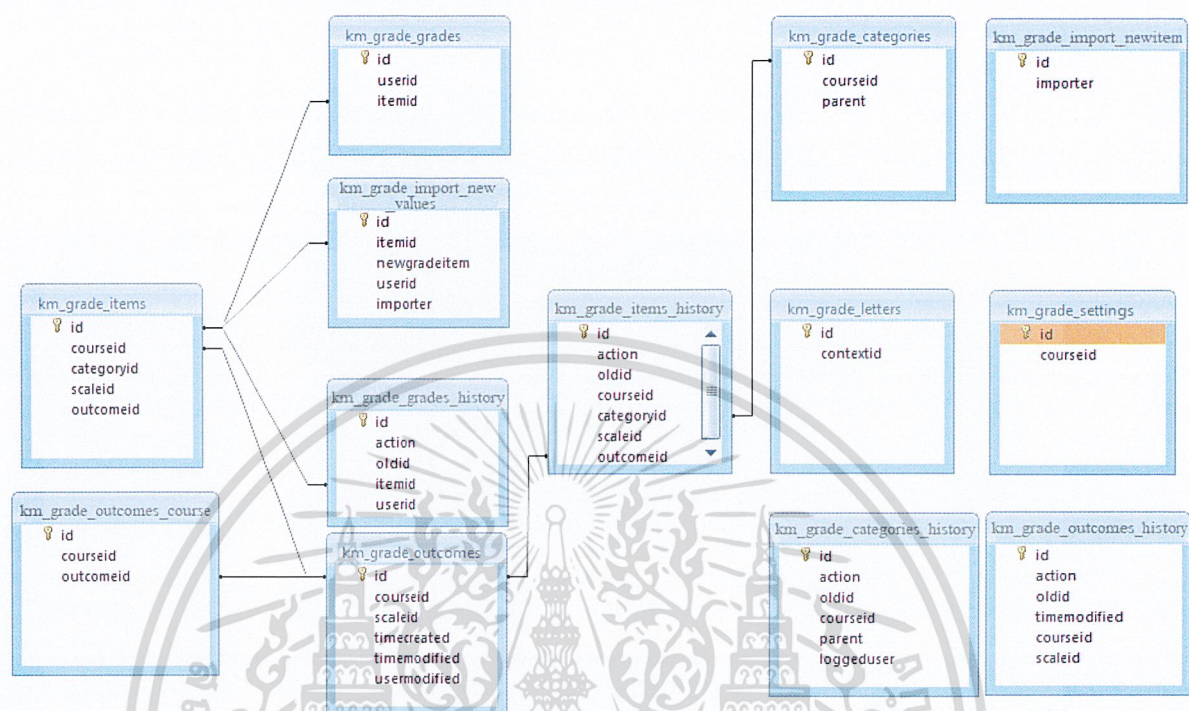 km_grade_grades
id
userid
itemid
km_grade_import_new
_values
id
itemid
newgradeitem
userid
importer
km_grade_items
id
courseid
categoryid
scaleid
outcomeid
km_grade_grades_history
id
action
oldid
itemid
userid
km_grade_outcomes_course
id
courseid
outcomeid
km_grade_outcomes
id
courseid
scaleid
timecreated
timemodified
usermodified
km_grade_items_history
id
action
oldid
courseid
categoryid
scaleid
outcomeid
km_grade_categories
id
courseid
parent
km_grade_import_newitem
id
importer
km_grade_letters
id
contextid
km_grade_settings
id
courseid
km_grade_categories_history
id
action
oldid
courseid
parent
loggeduser
km_grade_outcomes_history
id
action
oldid
timemodified
courseid
scaleid